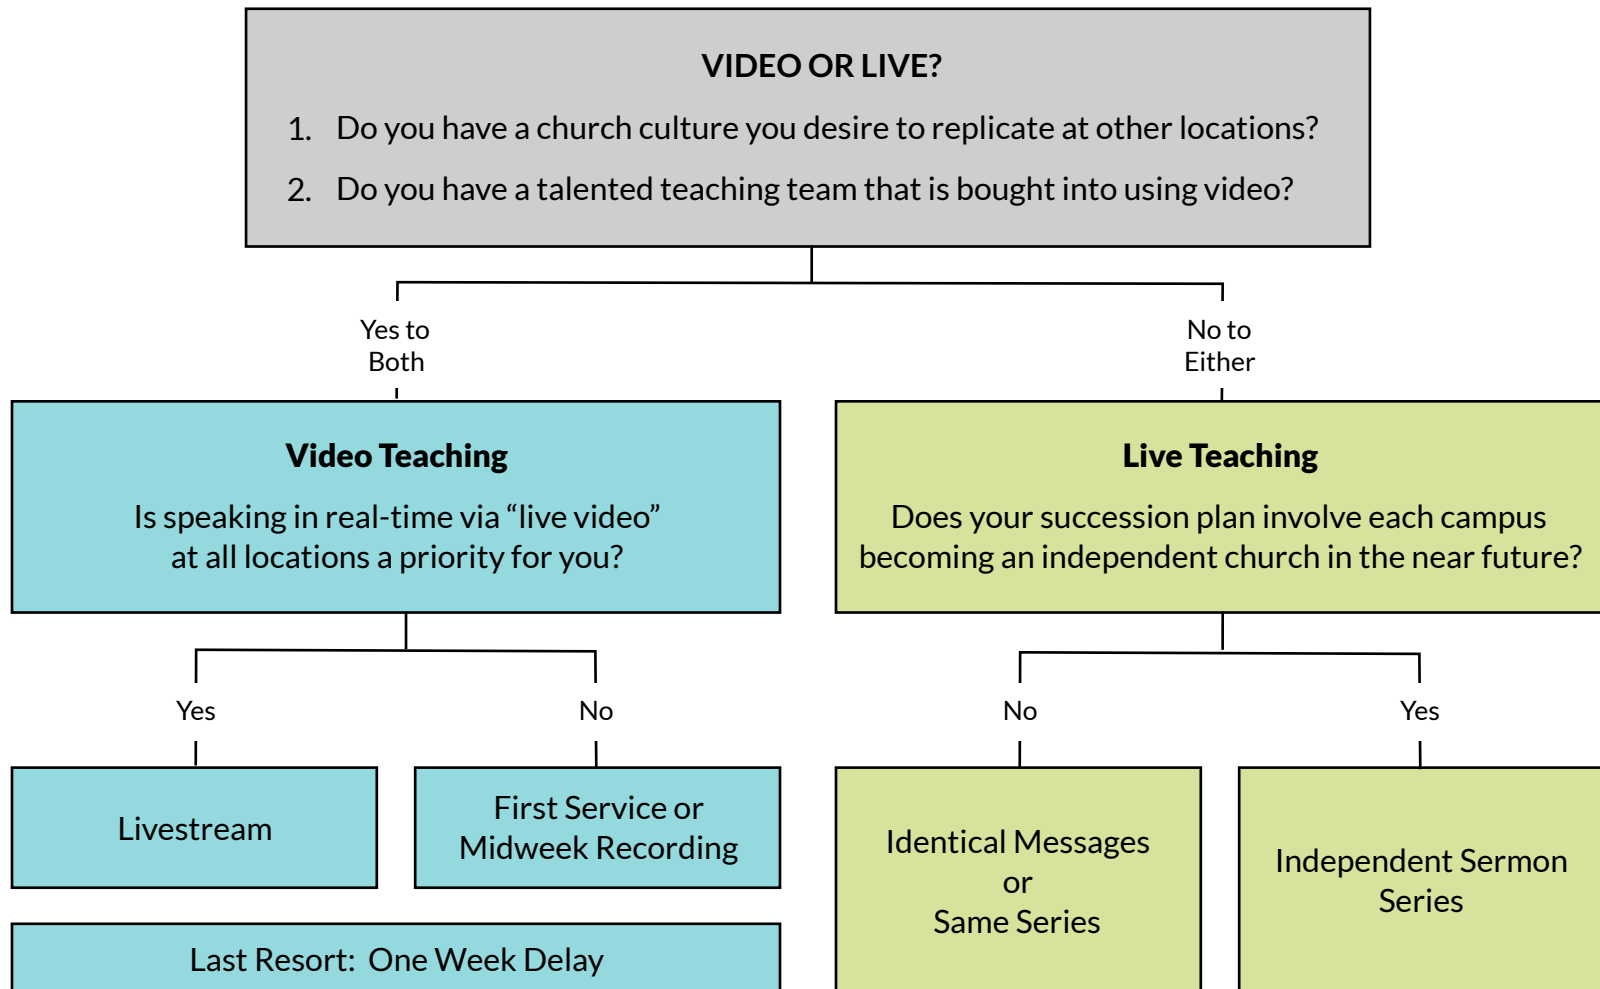 VIDEO OR LIVE?
1. Do you have a church culture you desire to replicate at other locations?
2. Do you have a talented teaching team that is bought into using video?
Yes to
Both
No to
Either
Video Teaching
Is speaking in real-time via “live video”
at all locations a priority for you?
Live Teaching
Does your succession plan involve each campus
becoming an independent church in the near future?
Yes
No
No
Yes
Livestream
First Service or
Midweek Recording
Identical Messages
or
Same Series
Independent Sermon
Series
Last Resort: One Week Delay